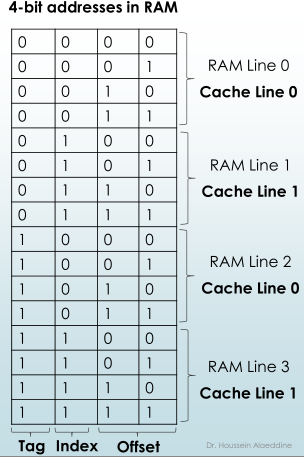 4-bit addresses in RAM
0 0 0 0
0 0 0 1
0 0 1 0
0 0 1 1
RAM Line 0
Cache Line 0
0 1 0 0
0 1 0 1
0 1 1 0
0 1 1 1
RAM Line 1
Cache Line 1
1 0 0 0
1 0 0 1
1 0 1 0
1 0 1 1
RAM Line 2
Cache Line 0
1 1 0 0
1 1 0 1
1 1 1 0
1 1 1 1
RAM Line 3
Cache Line 1
Tag Index Offset
Dr. Houssein Alaeddine